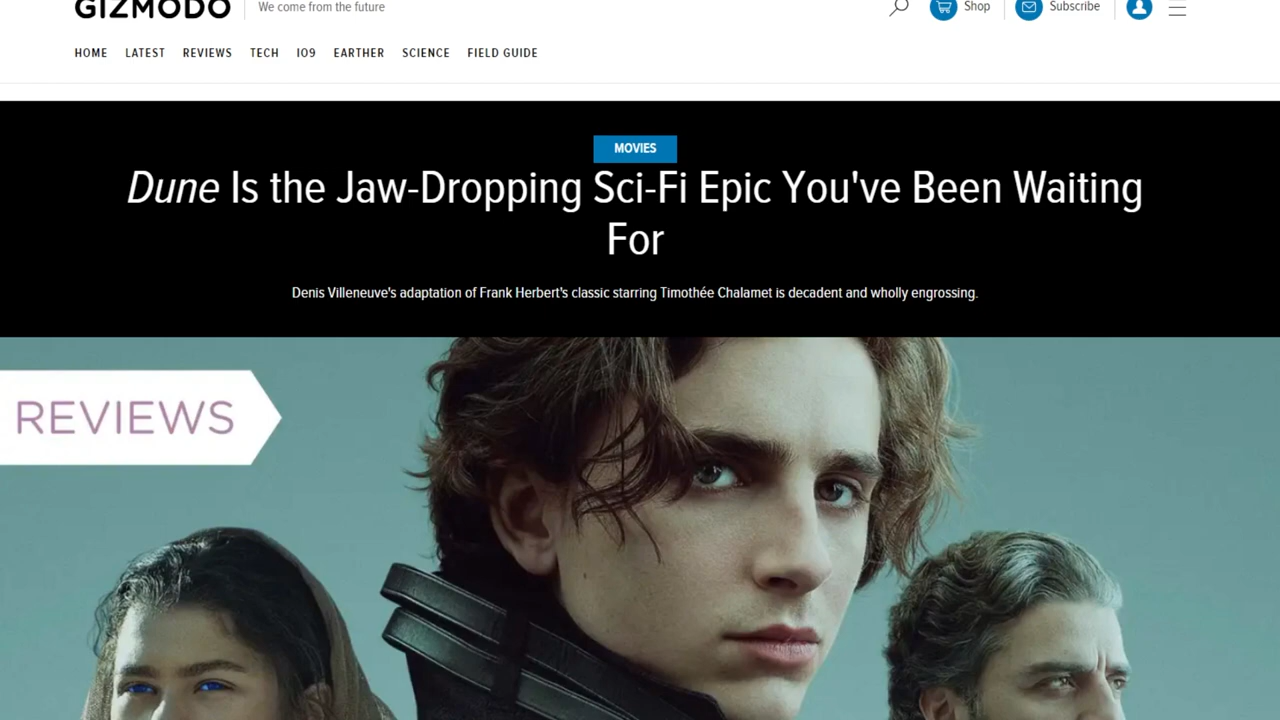 GIZMODO
We come from the future
Shop
Subscribe
HOME LATEST REVIEWS TECH IO9 EARTHER SCIENCE FIELD GUIDE
MOVIES
Dune Is the Jaw-Dropping Sci-Fi Epic You've Been Waiting
For
Denis Villeneuve's adaptation of Frank Herbert's classic starring Timothée Chalamet is decadent and wholly engrossing.
REVIEWS